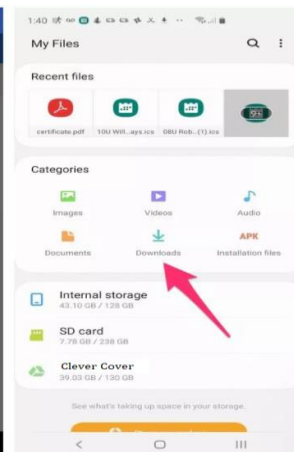 1:40
My Files
Recent files
certificate.pdf 10U Will..ays.ics 08U Rob..(1).ics
Categories
Images Videos Audio
APK
Documents Downloads Installation files
Internal storage
43.10 GB / 128 GB
SD card
7.78 GB / 238 GB
Clever Cover
39.03 GB / 130 GB
See what's taking up space in your storage.